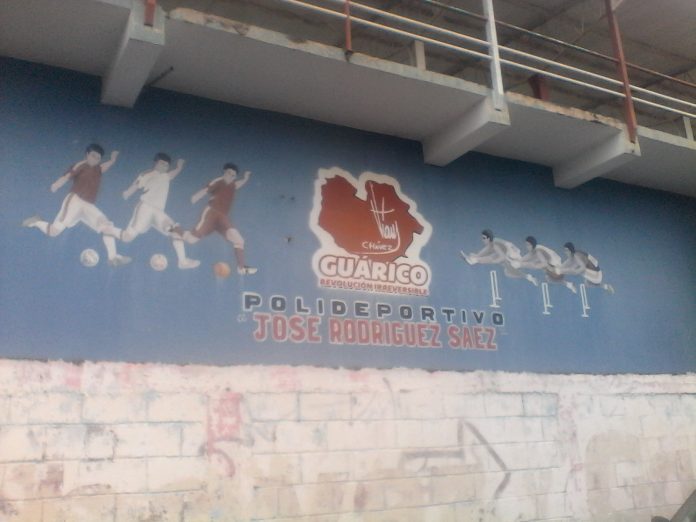 CHÁVEZ
GUÁRICO
REVOLUCIÓN IRREVERSIBLE
POLIDEPORTIVO
"JOSE RODRIGUEZ SAEZ"